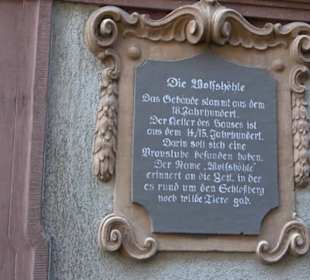 Die Wolfshöhle
Das Gebäude stammt aus dem
18. Jahrhundert.
Der Keller des Hauses ist
aus dem 14./15. Jahrhundert.
Darin soll sich eine
Braustube befunden haben.
Der Name „Wolfshöhle"
erinnert an die Zeit, in der
es rund um den Schloßberg
noch wilde Tiere gab.